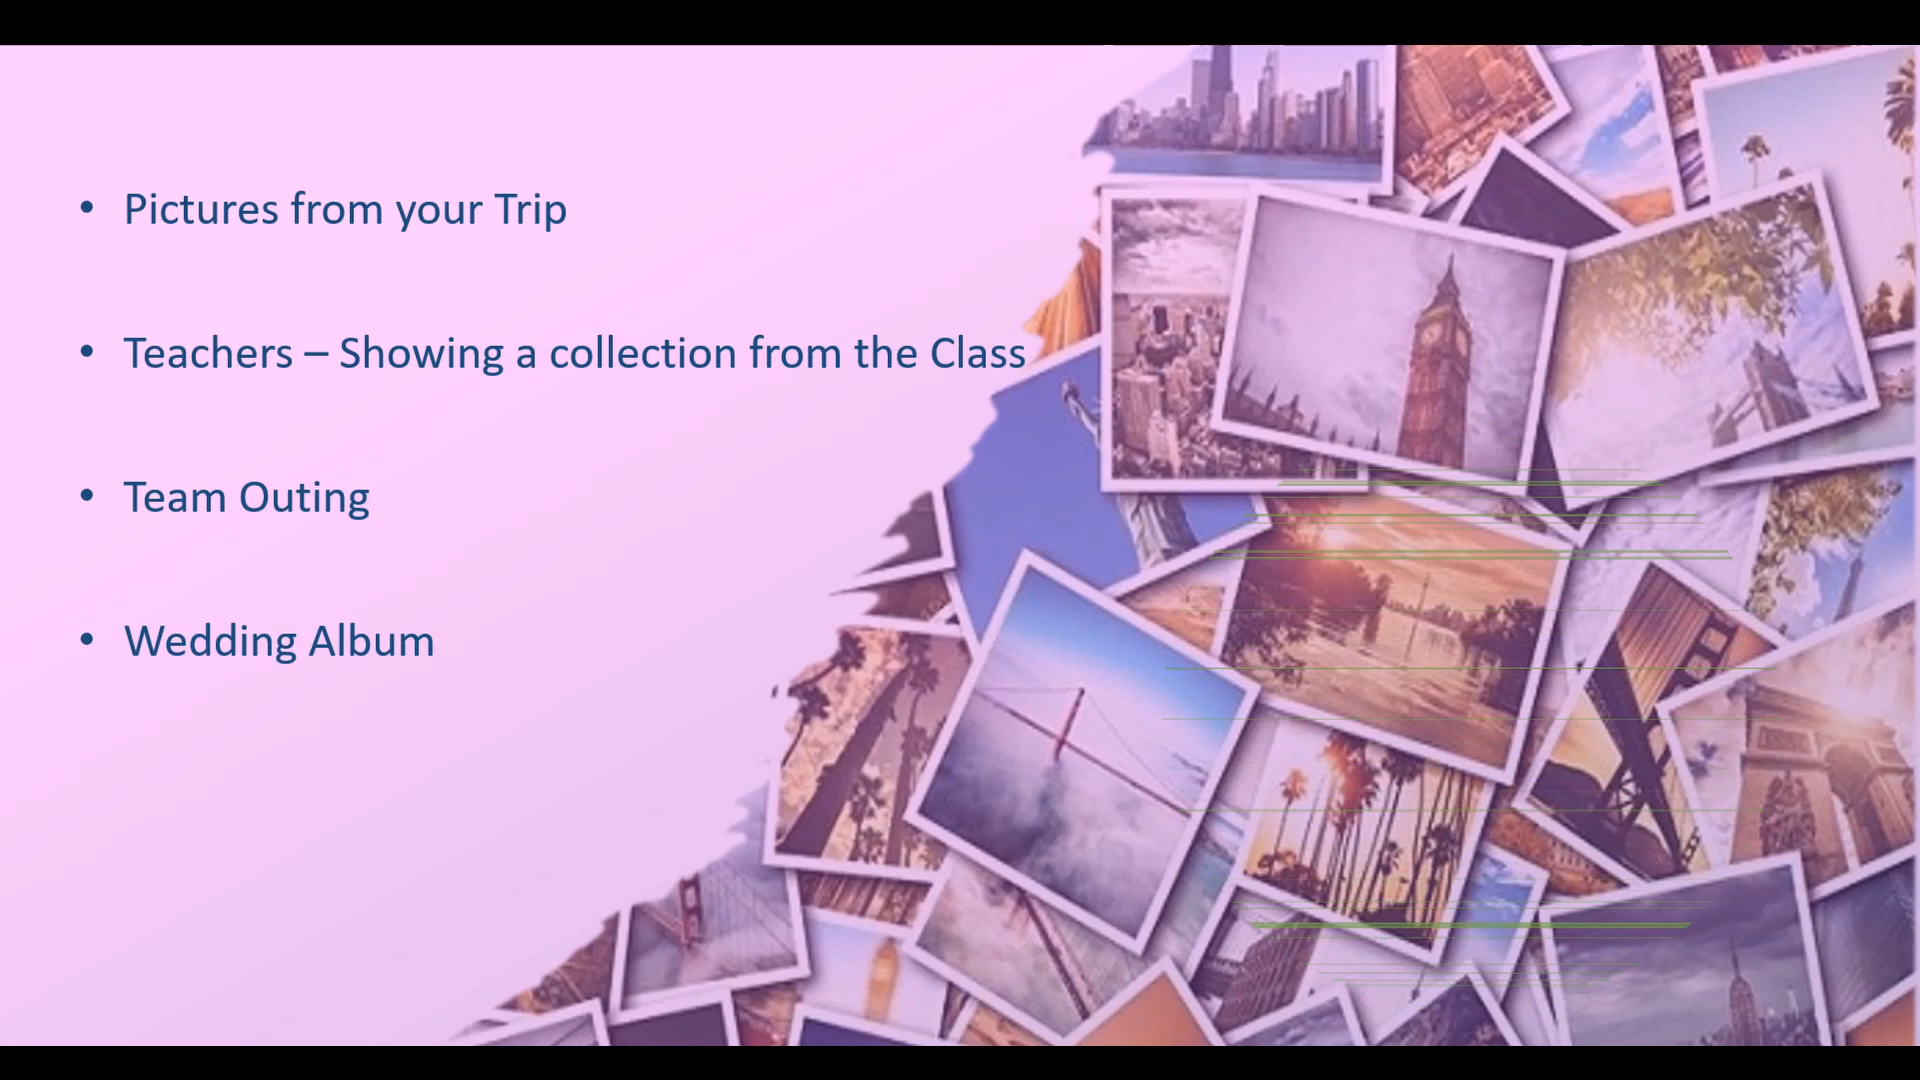 • Pictures from your Trip
• Teachers – Showing a collection from the Class
• Team Outing
• Wedding Album